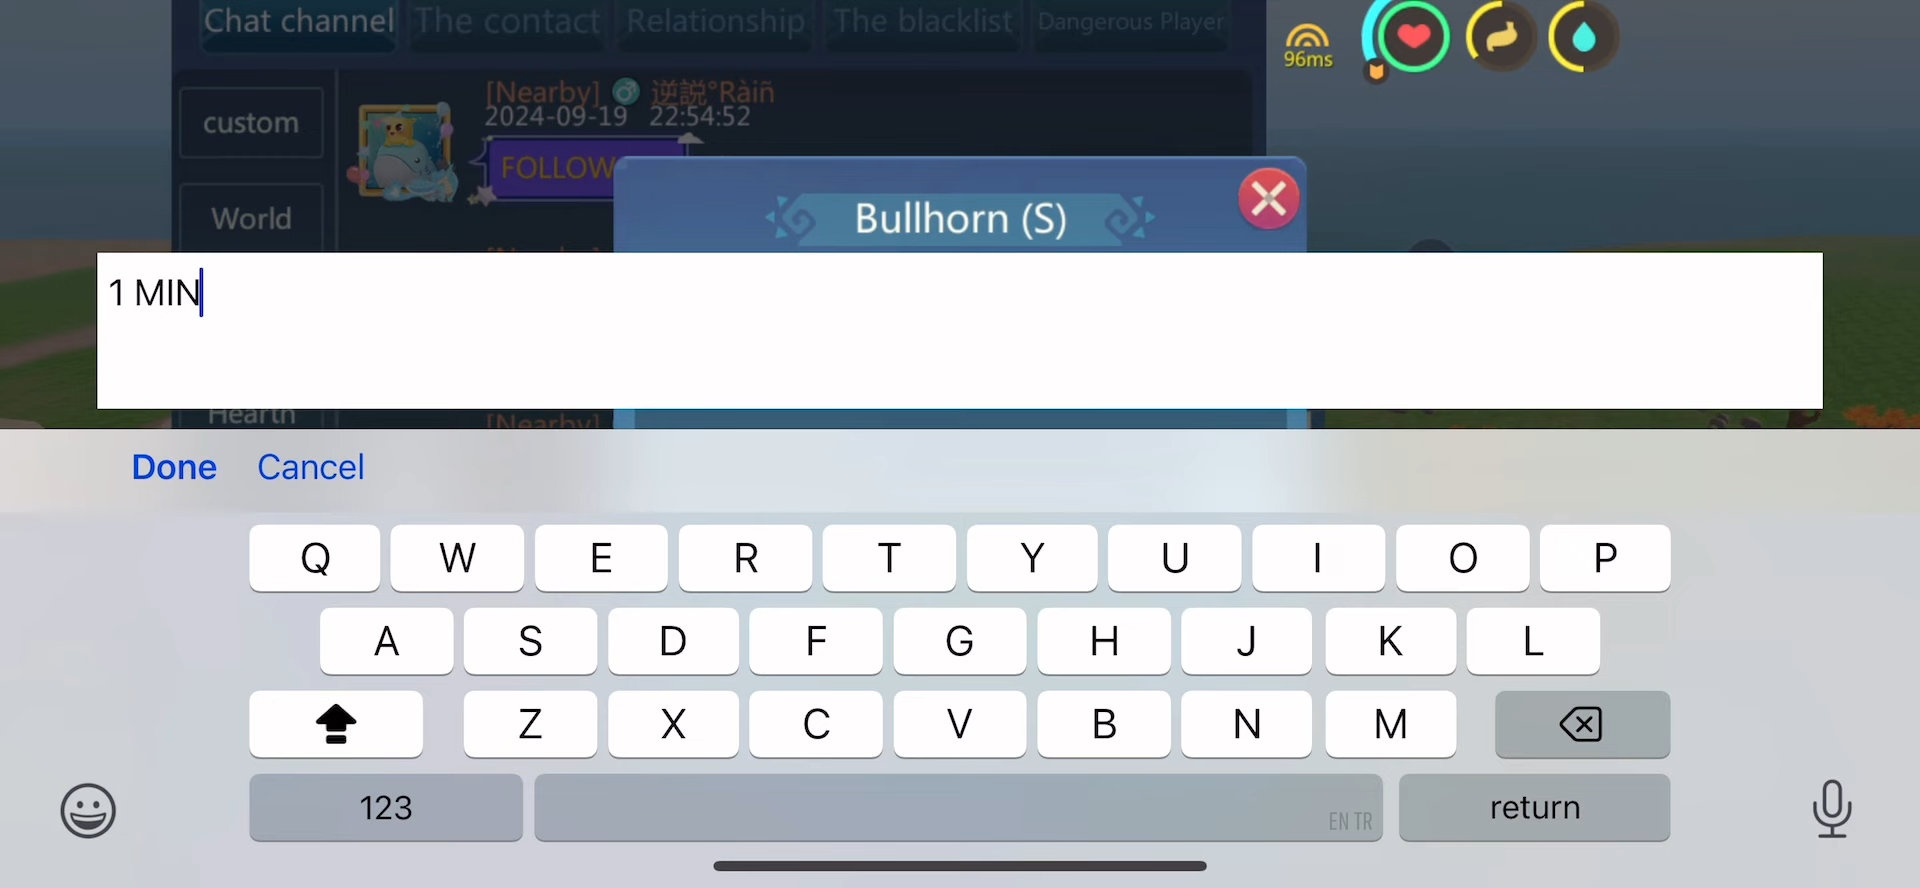 Chat channel The contact Relationship The blacklist Dangerous Player
96ms
[Nearby] 逆説°Ràiñ
2024-09-19 22:54:52
custom
FOLLOW
World
Bullhorn (S)
1 MIN
Hearth
[Nearby]
Done Cancel
Q W E R T Y U I O P
A S D F G H J K L
Z X C V B N M
123
EN TR
return